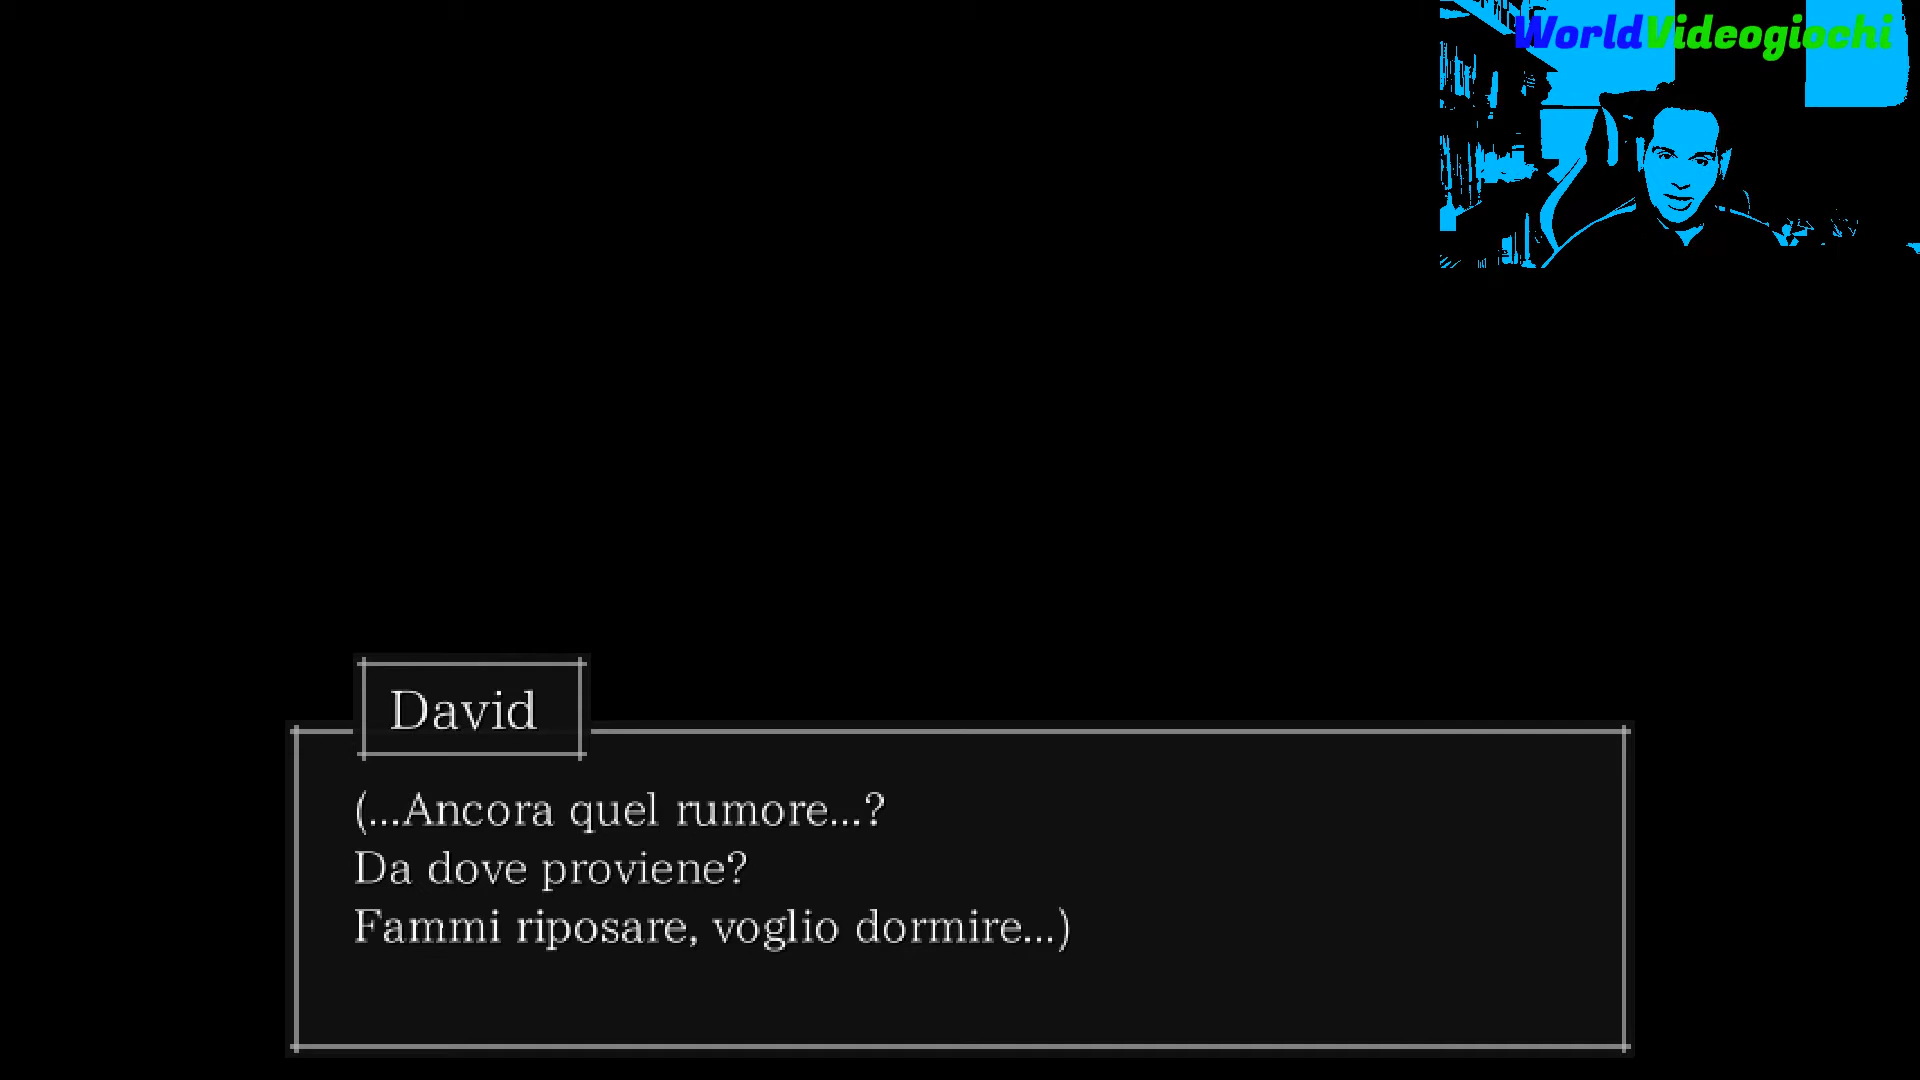 WorldVideogiochi
David
(...Ancora quel rumore...?
Da dove proviene?
Fammi riposare, voglio dormire...)